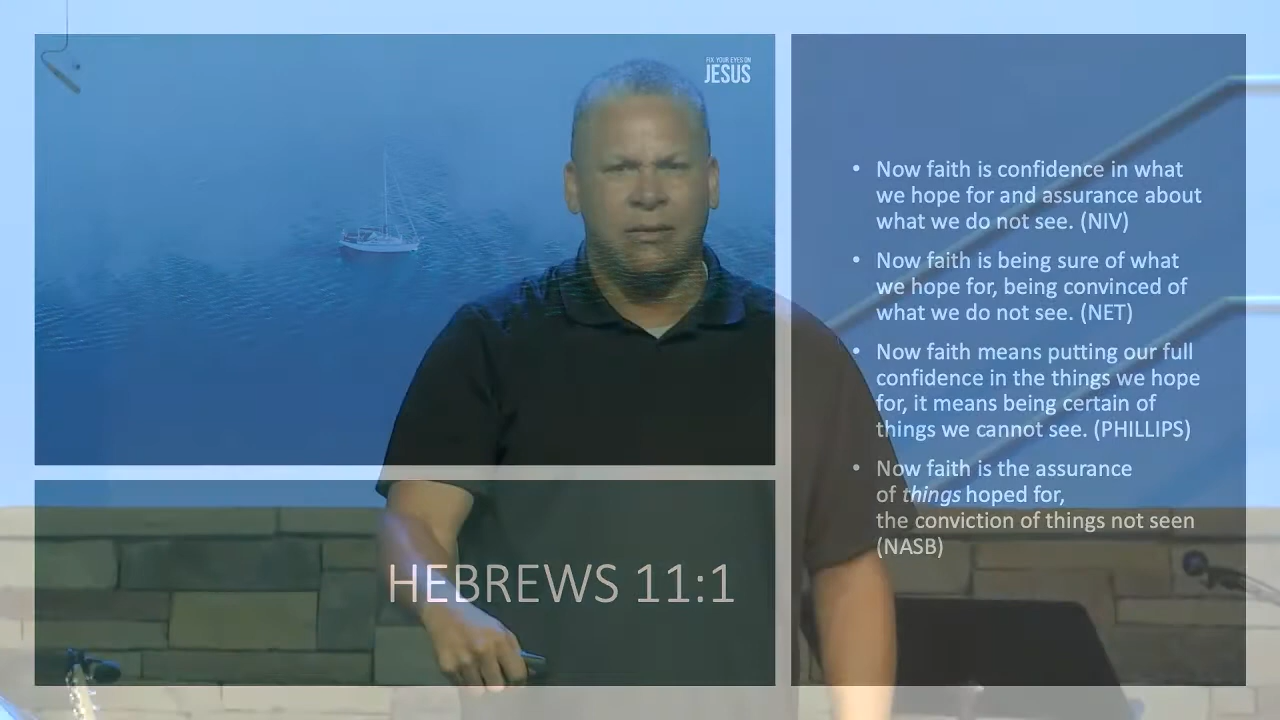 FIX YOUR EYES ON
JESUS
HEBREWS 11:1
• Now faith is confidence in what
we hope for and assurance about
what we do not see. (NIV)
• Now faith is being sure of what
we hope for, being convinced of
what we do not see. (NET)
• Now faith means putting our full
confidence in the things we hope
for, it means being certain of
things we cannot see. (PHILLIPS)
• Now faith is the assurance
of things hoped for,
the conviction of things not seen
(NASB)